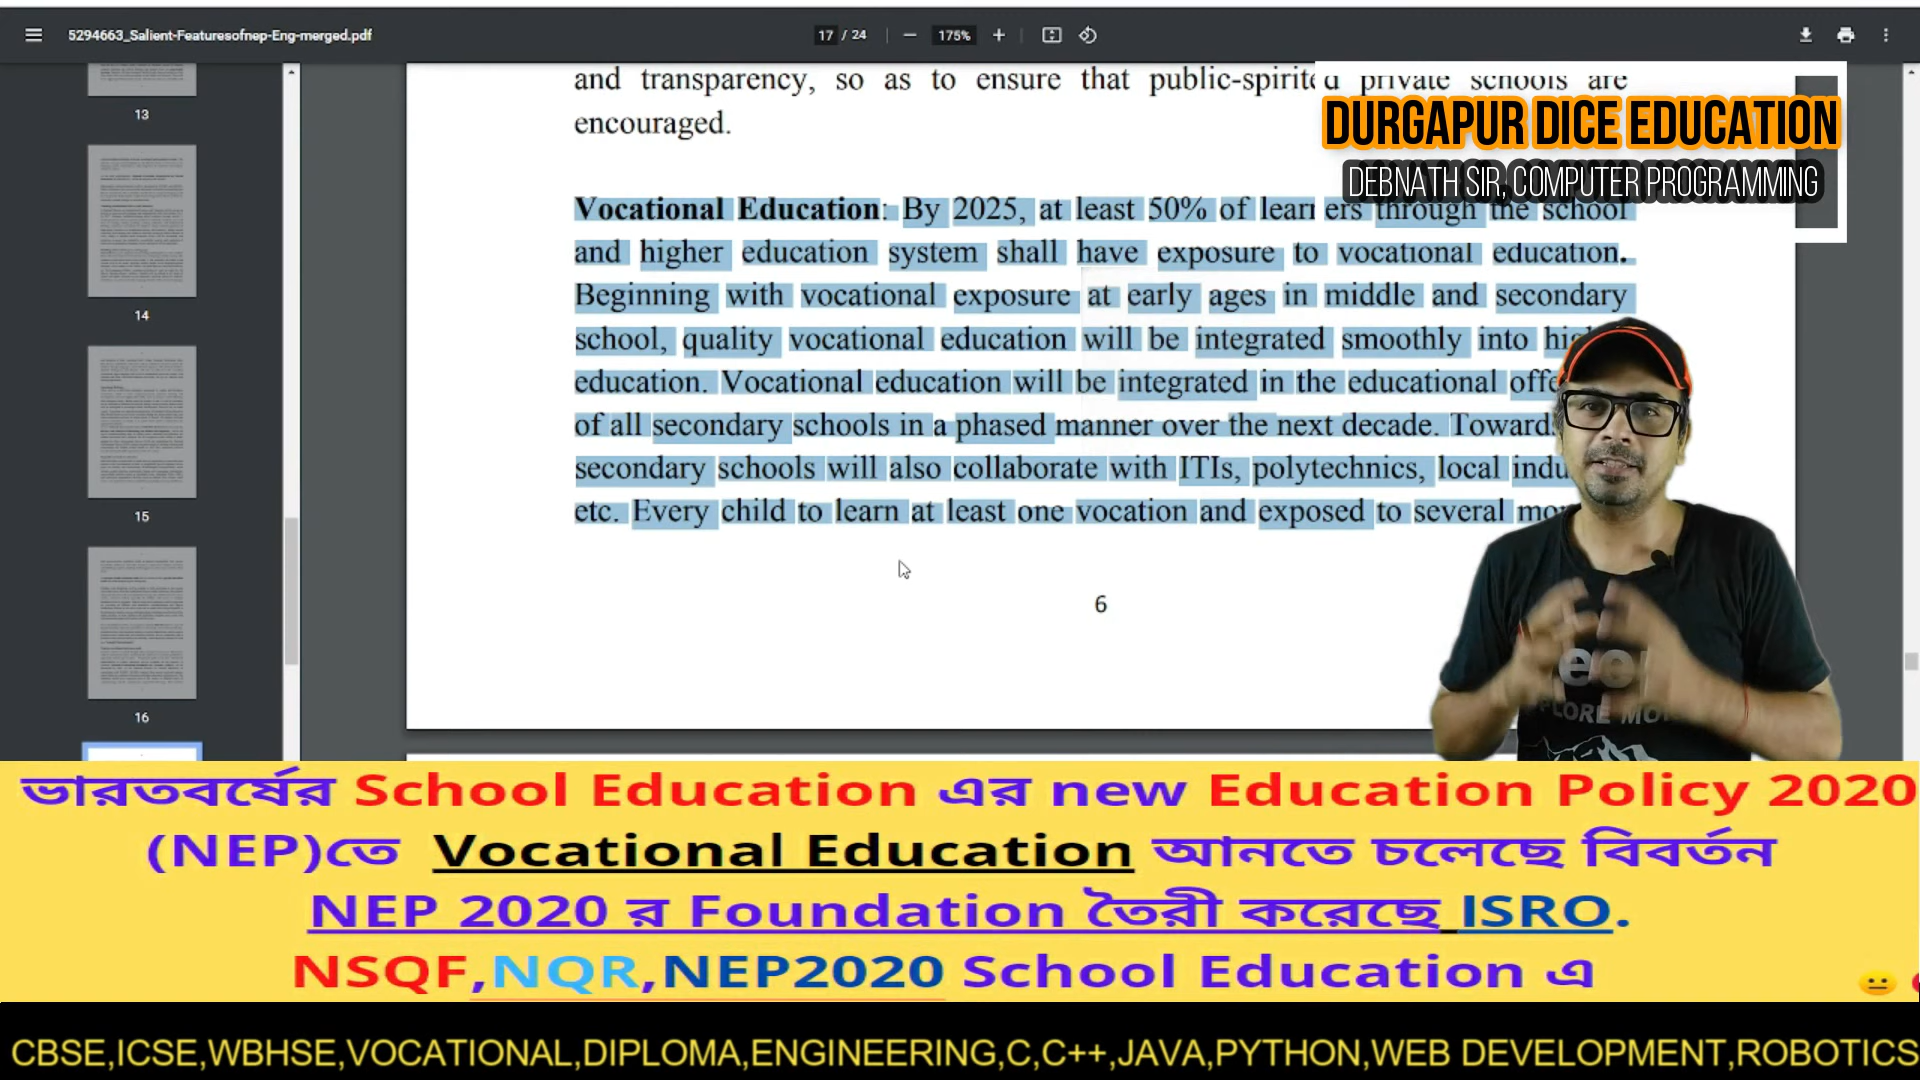 5294663_Salient-Featuresofnep-Eng-merged.pdf
17 / 24
175%
13
14
15
16
and transparency, so as to ensure that public-spirited private schools are
encouraged.
DURGAPUR DICE EDUCATION
DEBNATH SIR, COMPUTER PROGRAMMING
Vocational Education: By 2025, at least 50% of learners through the school
and higher education system shall have exposure to vocational education.
Beginning with vocational exposure at early ages in middle and secondary
school, quality vocational education will be integrated smoothly into
education. Vocational education will be integrated in the educational
of all secondary schools in a phased manner over the next decade.
secondary schools will also collaborate with ITIs, polytechnics, local
etc. Every child to learn at least one vocation and exposed to several
6
ভারতবর্ষের School Education এর new Education Policy 2020
(NEP)তে Vocational Education আনতে চলেছে বিবর্তন
NEP 2020 র Foundation তৈরী করেছে ISRO.
NSQF,NQR,NEP2020 School Education এ
CBSE,ICSE,WBHSE,VOCATIONAL,DIPLOMA,ENGINEERING,C,C++,JAVA,PYTHON,WEB DEVELOPMENT,ROBOTICS